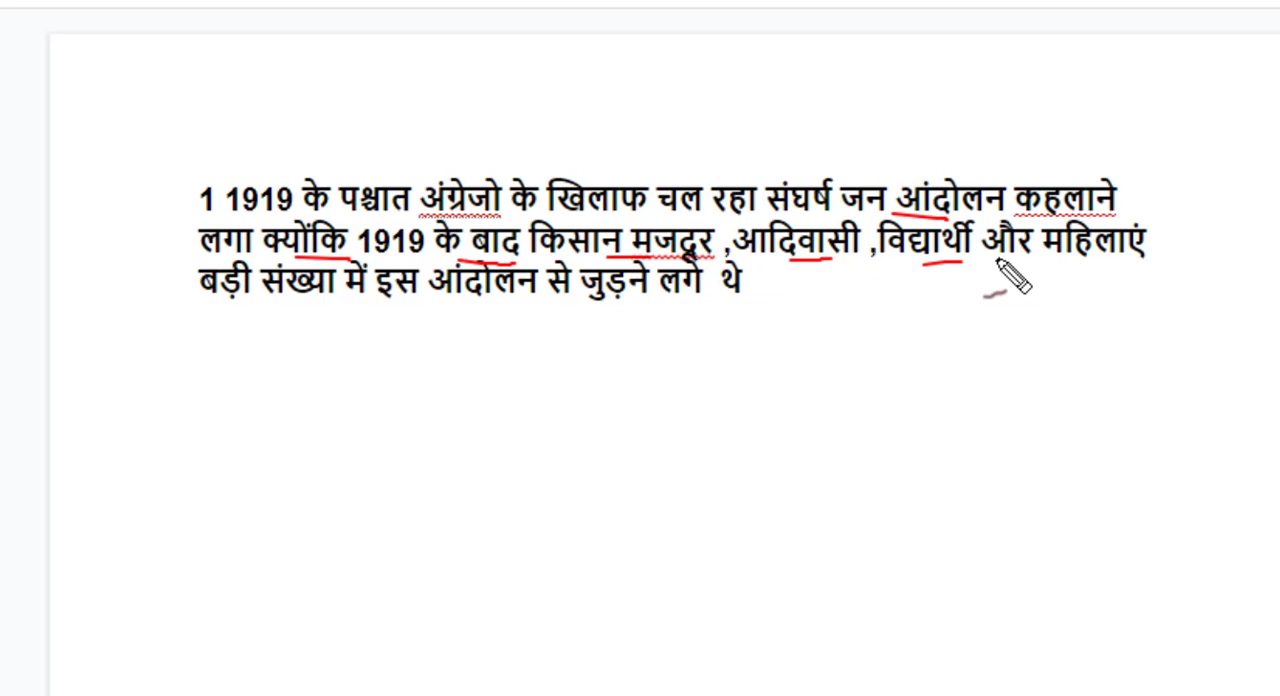 1 1919 के पश्चात अंग्रेजो के खिलाफ चल रहा संघर्ष जन आंदोलन कहलाने
लगा क्योंकि 1919 के बाद किसान मजदूर ,आदिवासी ,विद्यार्थी और महिलाएं
बड़ी संख्या में इस आंदोलन से जुड़ने लगे थे